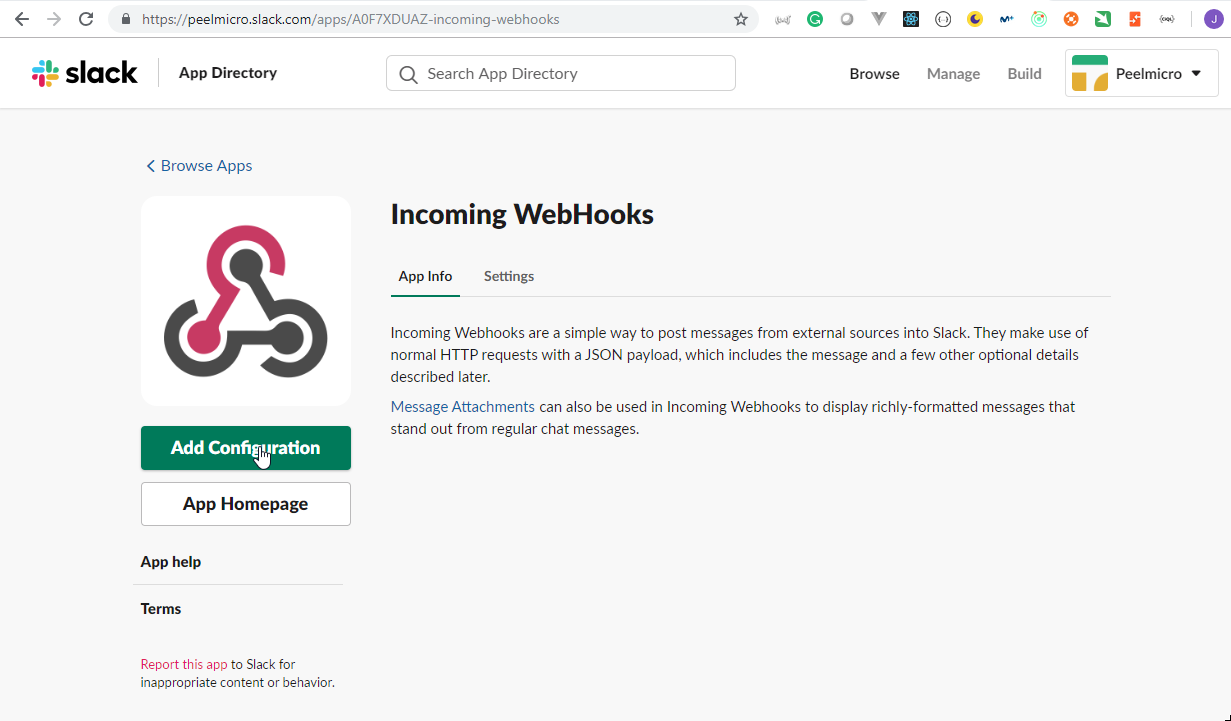 https://peelmicro.slack.com/apps/A0F7XDUAZ-incoming-webhooks
J
slack
App Directory
Search App Directory
Browse
Manage
Build
Peelmicro
Browse Apps
Incoming WebHooks
App Info
Settings
Incoming Webhooks are a simple way to post messages from external sources into Slack. They make use of
normal HTTP requests with a JSON payload, which includes the message and a few other optional details
described later.
Message Attachments can also be used in Incoming Webhooks to display richly-formatted messages that
stand out from regular chat messages.
Add Configuration
App Homepage
App help
Terms
Report this app to Slack for
inappropriate content or behavior.